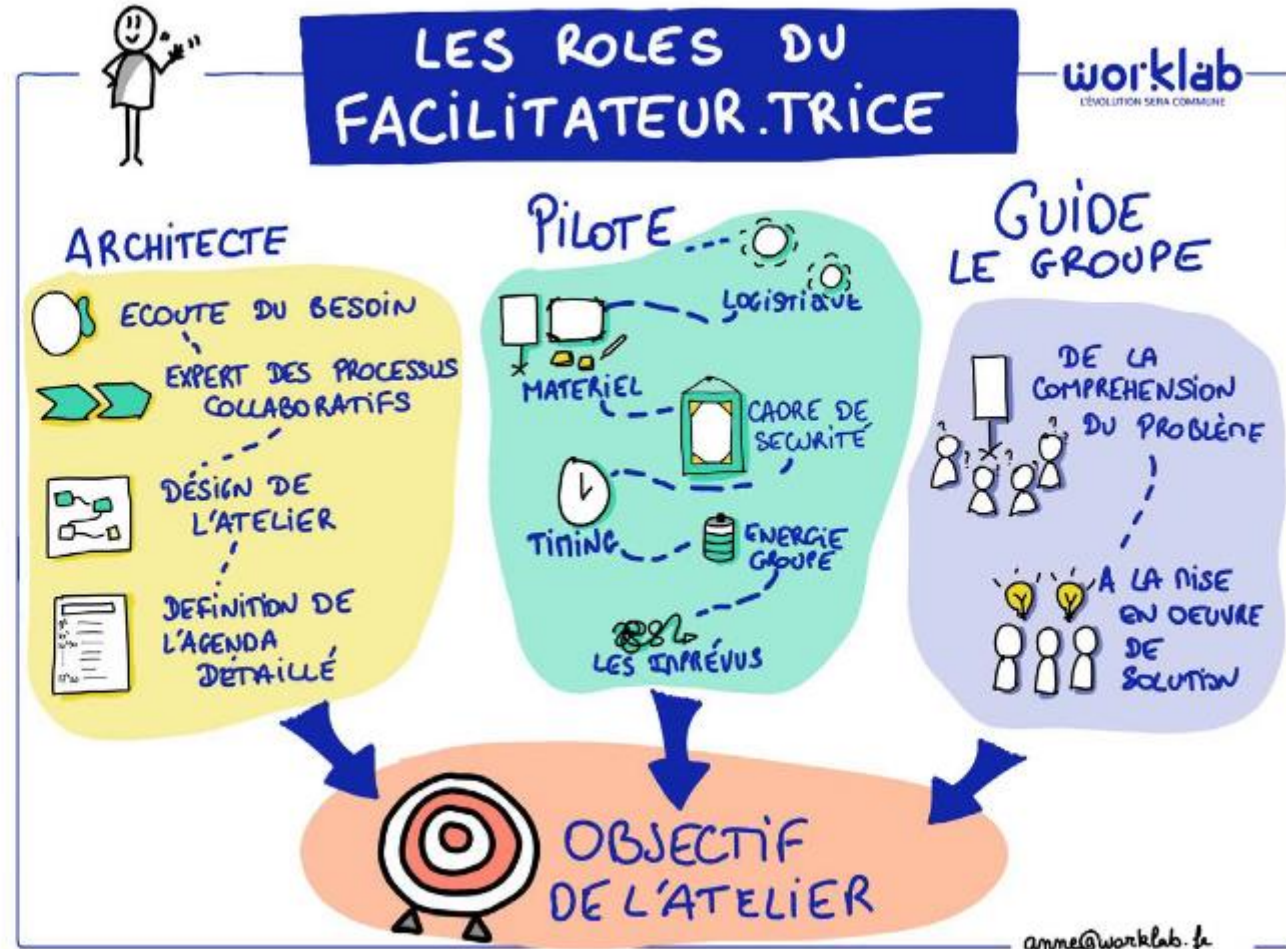 LES ROLES DU
FACILITATEUR.TRICE
worklab
L'ÉVOLUTION SERA COMMUNE
ARCHITECTE
ECOUTE DU BESOIN
EXPERT DES PROCESSUS
COLLABORATIFS
DÉSIGN DE
L'ATELIER
DEFINITION DE
L'AGENDA
DÉTAILLÉ
PILOTE
LOGISTIQUE
MATERIEL
CADRE DE
SECURITÉ
TIMING
ENERGIE
GROUPE
LES IMPRÉVUS
GUIDE
LE GROUPE
DE LA
COMPREHENSION
DU PROBLÈME
A LA MISE
EN OEUVRE
DE
SOLUTION
OBJECTIF
DE L'ATELIER
anne@worklab.fr